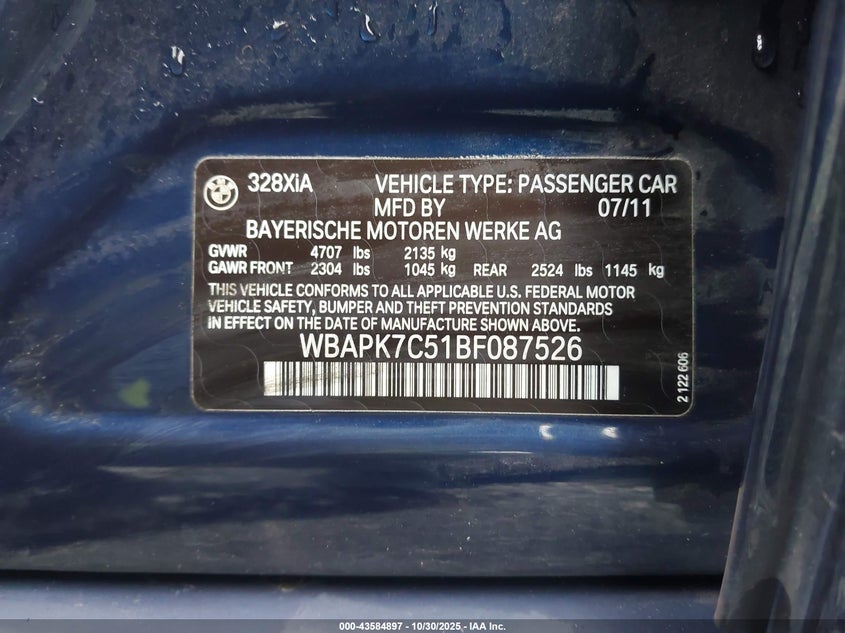 BMW
328XiA VEHICLE TYPE: PASSENGER CAR
MFD BY 07/11
BAYERISCHE MOTOREN WERKE AG
GVWR 4707 lbs 2135 kg
GAWR FRONT 2304 lbs 1045 kg REAR 2524 lbs 1145 kg
THIS VEHICLE CONFORMS TO ALL APPLICABLE U.S. FEDERAL MOTOR
VEHICLE SAFETY, BUMPER AND THEFT PREVENTION STANDARDS
IN EFFECT ON THE DATE OF MANUFACTURE SHOWN ABOVE.
WBAPK7C51BF087526
2 122 606
000-43584897 - 10/30/2025 - IAA Inc.